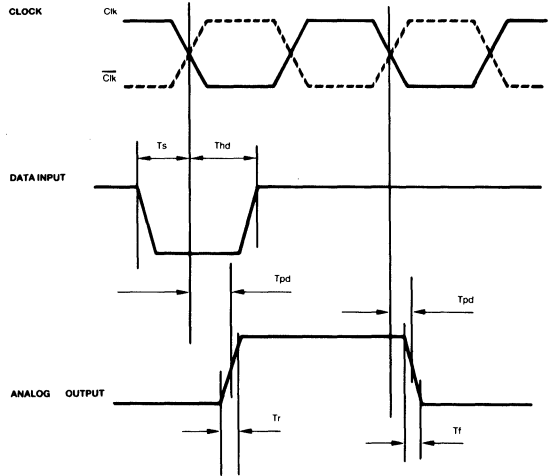 CLOCK
Clk
Clk
Ts
Thd
DATA INPUT
Tpd
Tpd
ANALOG OUTPUT
Tr
Tf